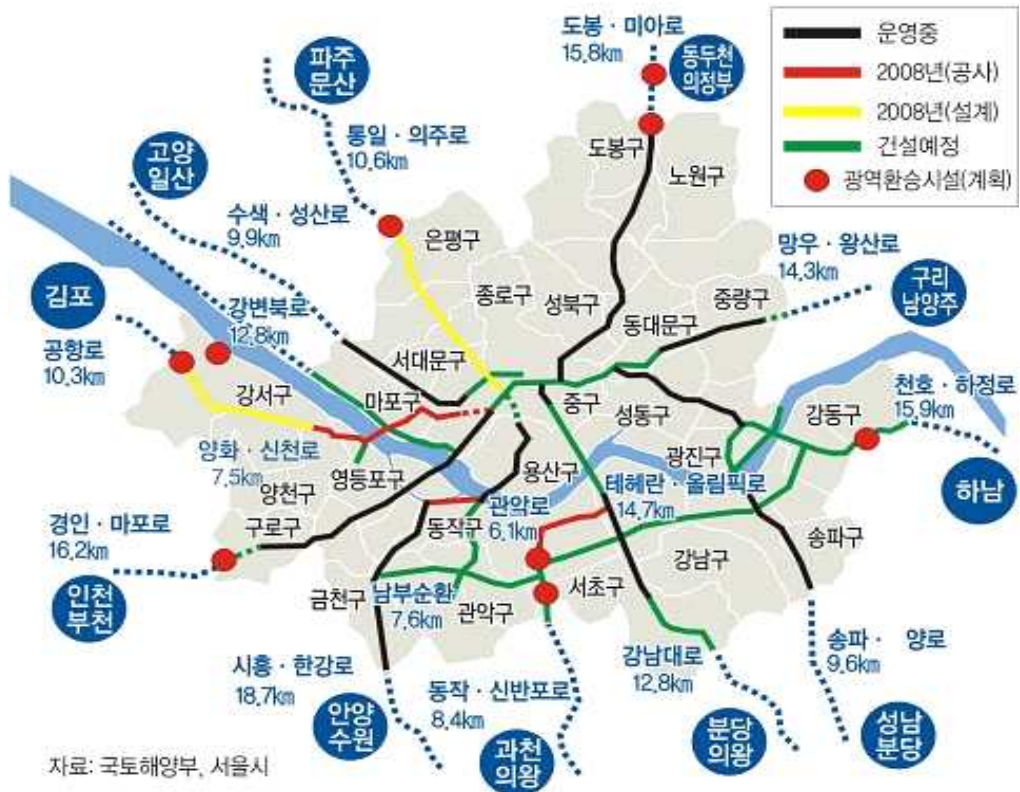 운영중
2008년(공사)
2008년(설계)
건설예정
광역환승시설(계획)
도봉·미아로
15.8㎞
동두천
의정부
파주
문산
통일·의주로
10.6㎞
고양
일산
수색·성산로
9.9㎞
도봉구
노원구
은평구
망우·왕산로
14.3㎞
구리
남양주
김포
강변북로
12.8㎞
종로구
성북구
중랑구
동대문구
공항로
10.3㎞
서대문구
강서구
마포구
중구
성동구
강동구
천호·하정로
15.9㎞
하남
양화·신천로
7.5㎞
영등포구
양천구
용산구
광진구
테헤란·올림픽로
14.7㎞
관악로
6.1㎞
경인·마포로
16.2㎞
구로구
동작구
송파구
강남구
인천
부천
금천구
남부순환
7.6㎞
관악구
서초구
시흥·한강로
18.7㎞
동작·신반포로
8.4㎞
강남대로
12.8㎞
송파· 양로
9.6㎞
안양
수원
과천
의왕
분당
의왕
성남
분당
자료: 국토해양부, 서울시